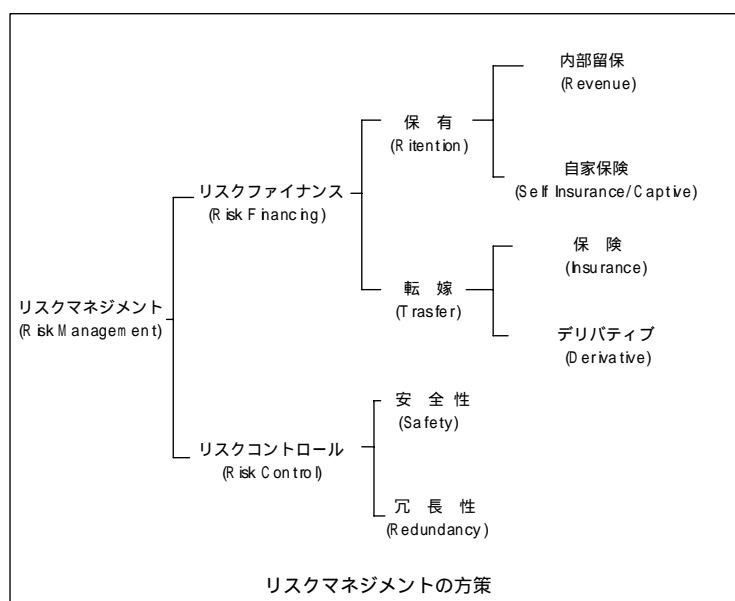 内部留保
(Revenue)
保 有
(Ritention)
自家保険
(Self Insurance/Captive)
リスクファイナンス
(Risk Financing)
保 険
(Insurance)
転 嫁
(Trasfer)
リスクマネジメント
(Risk Management)
デリバティブ
(Derivative)
安 全 性
(Safety)
リスクコントロール
(Risk Control)
冗 長 性
(Redundancy)
リスクマネジメントの方策